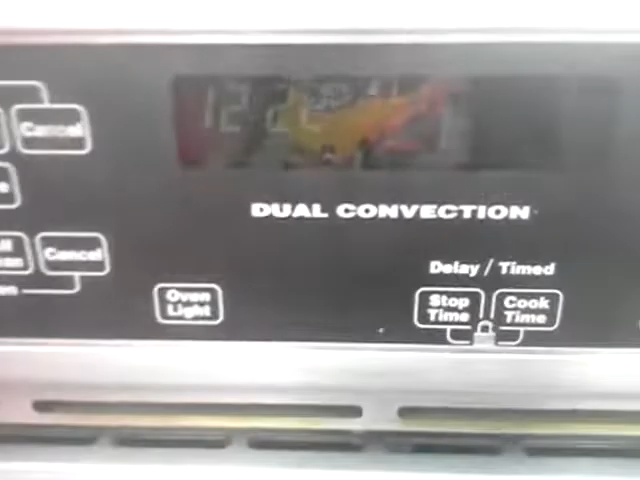 Cancel
DUAL CONVECTION
Cancel
Delay / Timed
Oven
Light
Stop
Time
Cook
Time